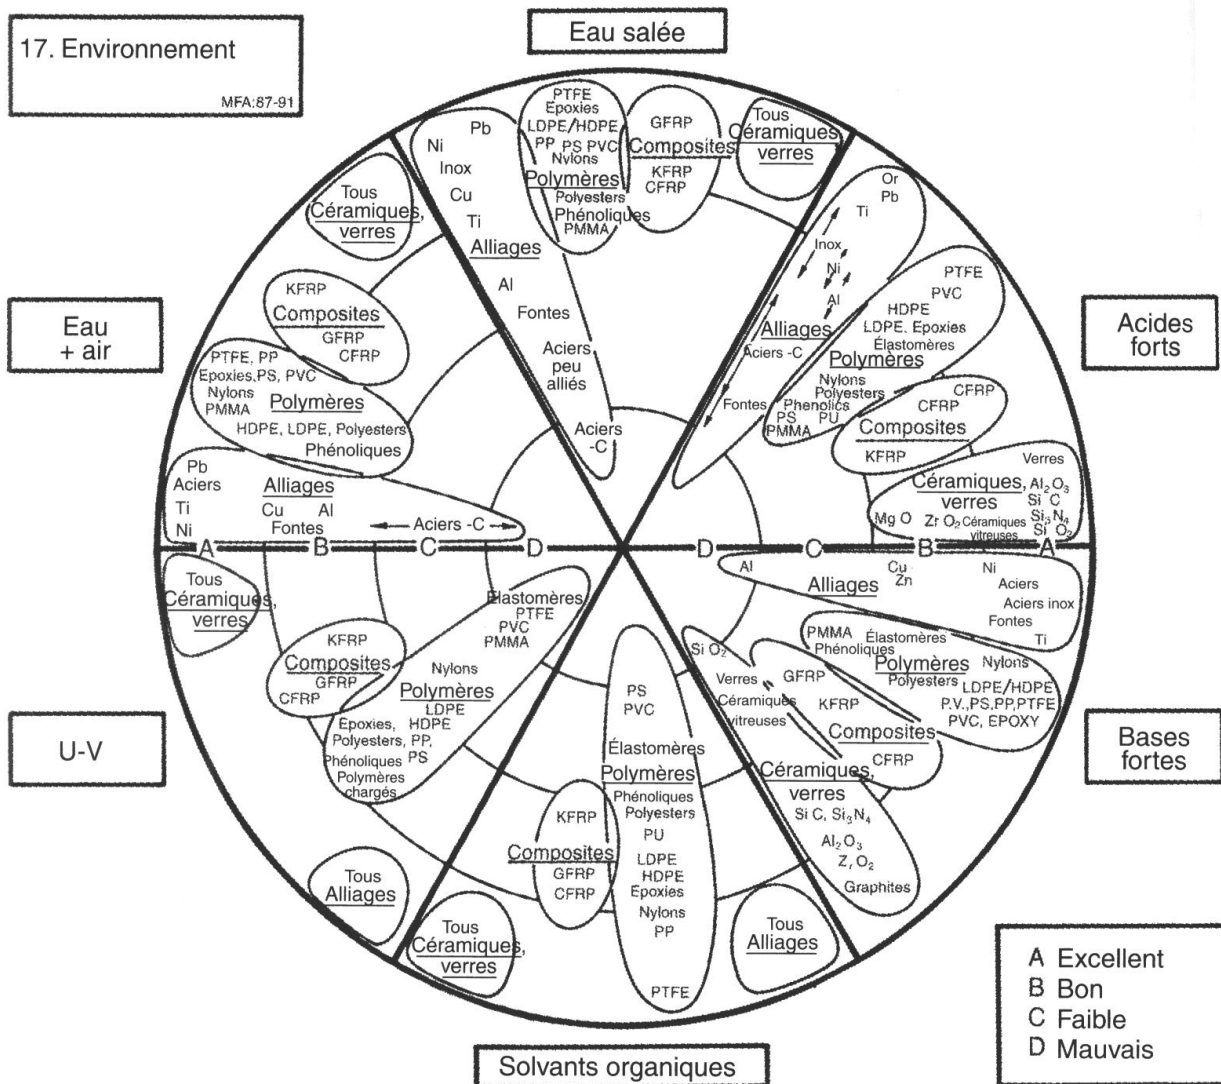 17. Environnement
MFA:87-91
Eau salée
Pb
Ni
Inox
Cu
Ti
Alliages
Al
Fontes
Aciers
peu
alliés
Aciers
-C
PTFE
Epoxies
LDPE/HDPE
PP PS PVC
Nylons
Polymères
Polyesters
Phénoliques
PMMA
GFRP
Composites
KFRP
CFRP
Tous
Céramiques,
verres
Acides
forts
Or
Pb
Ti
Inox
Ni
Al
Alliages
Aciers -C
Fontes
PTFE
PVC
HDPE
LDPE. Epoxies
Élastomères
Polymères
Nylons
Polyesters
Phenolics
PS PU
PMMA
CFRP
CFRP
Composites
KFRP
Verres
Céramiques,
verres
Al2O3
Si C
Si3N4
Si O2
Mg O
Zr O2
Céramiques
vitreuses
Eau
+ air
Tous
Céramiques,
verres
KFRP
Composites
GFRP
CFRP
PTFE, PP
Epoxies,PS, PVC
Nylons
PMMA
Polymères
HDPE, LDPE, Polyesters
Phénoliques
Pb
Aciers
Ti
Ni
Alliages
Cu Al
Fontes
Aciers -C
A B C D D C B A
U-V
Tous
Céramiques,
verres
KFRP
Composites
GFRP
CFRP
Élastomères
PTFE
PVC
PMMA
Nylons
Polymères
LDPE
HDPE
Époxies,
Polyesters, PP,
Phénoliques PS
Polymères
chargés
Tous
Alliages
Bases
fortes
Al
Cu
Zn
Alliages
Ni
Aciers
Aciers inox
Fontes
Ti
PMMA Élastomères
Phénoliques
Polymères
Nylons
Polyesters
LDPE/HDPE
P.V.,PS,PP,PTFE
PVC, EPOXY
GFRP
KFRP
Composites
CFRP
Si O2
Verres
Céramiques
vitreuses
Céramiques,
verres
Si C, Si3N4
Al2O3
Zr O2
Graphites
Solvants organiques
PS
PVC
Élastomères
Polymères
Phénoliques
Polyesters
PU
LDPE
HDPE
Epoxies
Nylons
PP
PTFE
KFRP
Composites
GFRP
CFRP
Tous
Céramiques,
verres
Tous
Alliages
A Excellent
B Bon
C Faible
D Mauvais